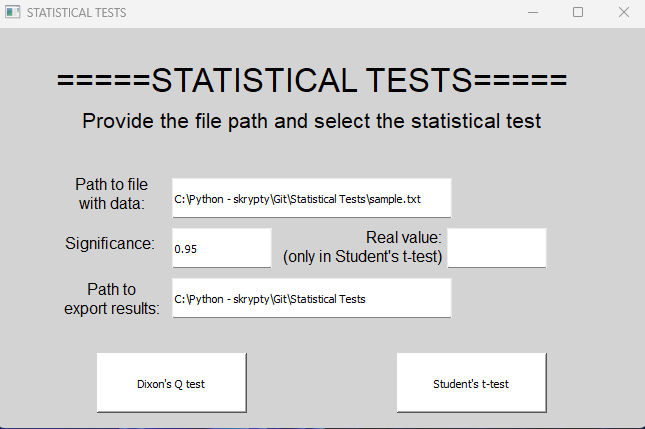 STATISTICAL TESTS
=====STATISTICAL TESTS=====
Provide the file path and select the statistical test
Path to file
with data:
C:\Python - skrypty\Git\Statistical Tests\sample.txt
Significance:
0.95
Real value:
(only in Student's t-test)
Path to
export results:
C:\Python - skrypty\Git\Statistical Tests
Dixon's Q test
Student's t-test